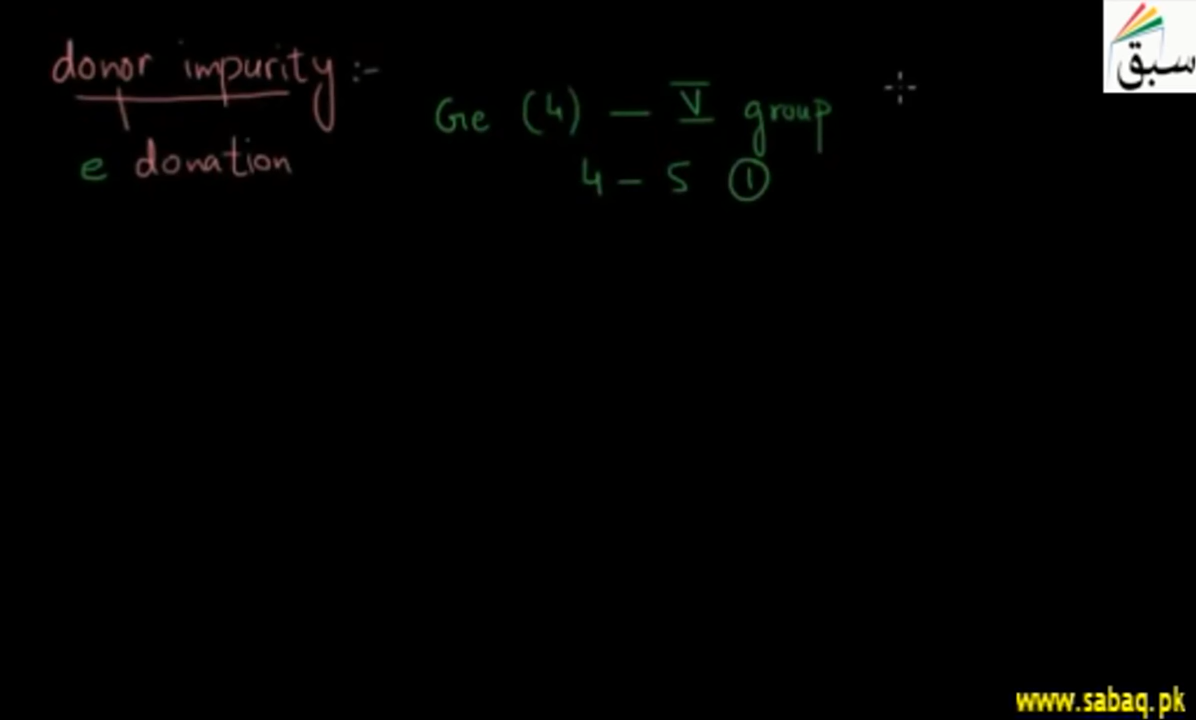 donor impurity :-
e donation
Ge (4) — V group
4 – 5 ①
سبق
www.sabaq.pk